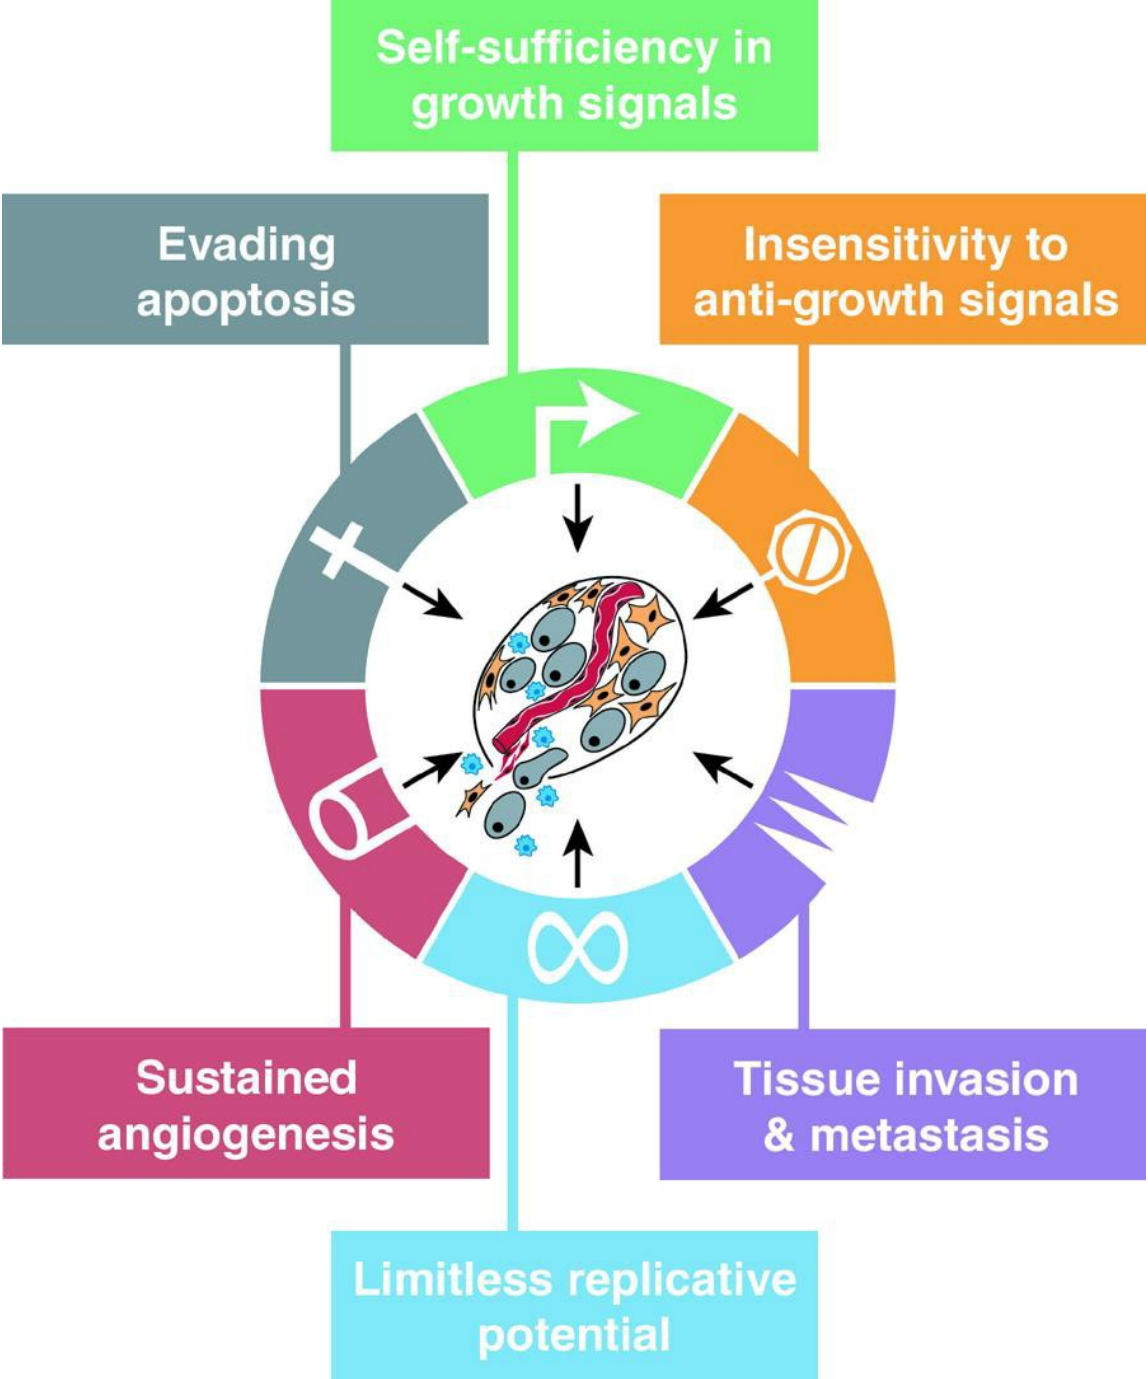 Self-sufficiency in
growth signals
Evading
apoptosis
Insensitivity to
anti-growth signals
Sustained
angiogenesis
Tissue invasion
& metastasis
Limitless replicative
potential